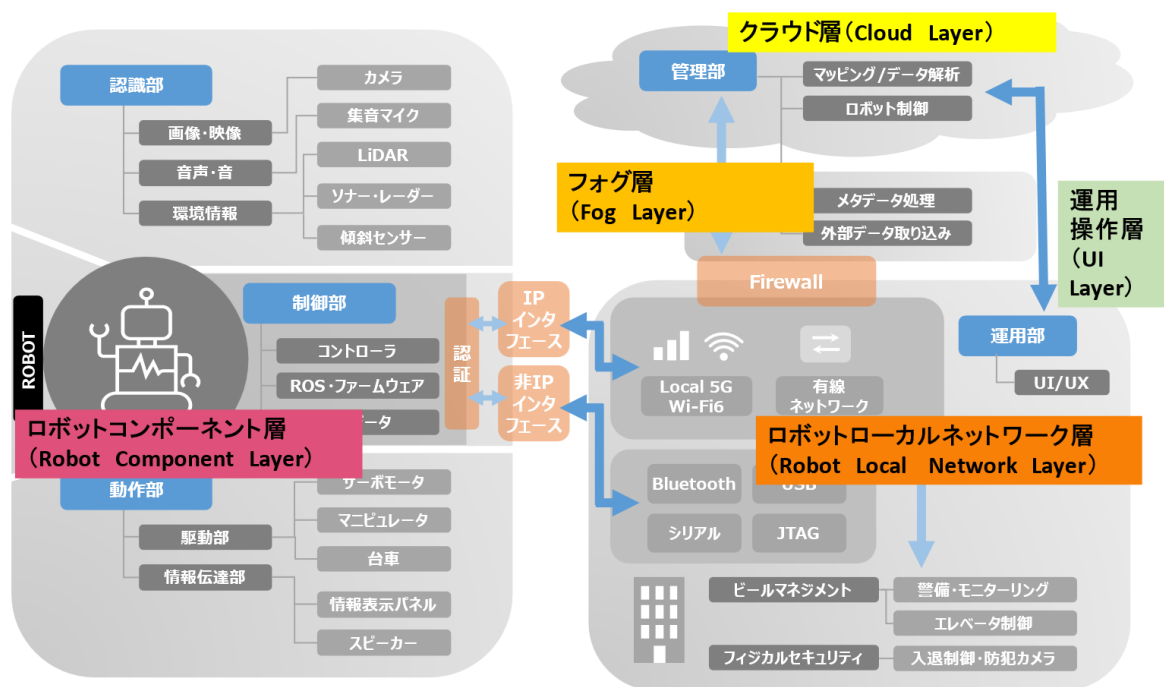 認識部
画像・映像
音声・音
環境情報
カメラ
集音マイク
LiDAR
ソナー・レーダー
傾斜センサー
ROBOT
制御部
コントローラ
ROS・ファームウェア
ータ
認証
IP
インタ
フェース
非IP
インタ
フェース
ロボットコンポーネント層
（Robot Component Layer）
動作部
駆動部
情報伝達部
サーボモータ
マニピュレータ
台車
情報表示パネル
スピーカー
クラウド層（Cloud Layer）
管理部
マッピング/データ解析
ロボット制御
フォグ層
（Fog Layer）
メタデータ処理
外部データ取り込み
運用
操作層
（UI
Layer）
Firewall
Local 5G
Wi-Fi6
有線
ネットワーク
運用部
UI/UX
ロボットローカルネットワーク層
（Robot Local Network Layer）
Bluetooth
USB
シリアル
JTAG
ビールマネジメント
警備・モニターリング
エレベータ制御
フィジカルセキュリティ
入退制御・防犯カメラ